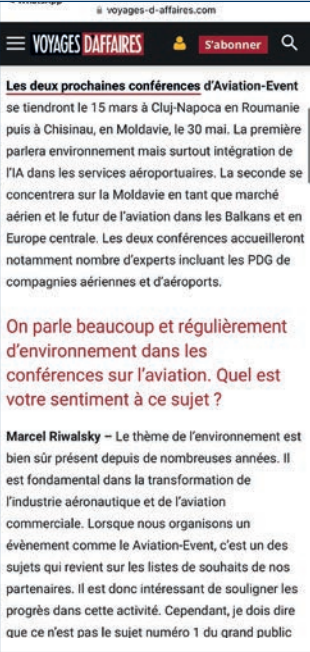 voyages-d-affaires.com
VOYAGES DAFFAIRES
S'abonner
Les deux prochaines conférences d'Aviation-Event
se tiendront le 15 mars à Cluj-Napoca en Roumanie
puis à Chisinau, en Moldavie, le 30 mai. La première
parlera environnement mais surtout intégration de
l'IA dans les services aéroportuaires. La seconde se
concentrera sur la Moldavie en tant que marché
aérien et le futur de l'aviation dans les Balkans et en
Europe centrale. Les deux conférences accueilleront
notamment nombre d'experts incluant les PDG de
compagnies aériennes et d'aéroports.
On parle beaucoup et régulièrement
d'environnement dans les
conférences sur l'aviation. Quel est
votre sentiment à ce sujet ?
Marcel Riwalsky – Le thème de l'environnement est
bien sûr présent depuis de nombreuses années. Il
est fondamental dans la transformation de
l'industrie aéronautique et de l'aviation
commerciale. Lorsque nous organisons un
évènement comme le Aviation-Event, c'est un des
sujets qui revient sur les listes de souhaits de nos
partenaires. Il est donc intéressant de souligner les
progrès dans cette activité. Cependant, je dois dire
que ce n'est pas le sujet numéro 1 du grand public